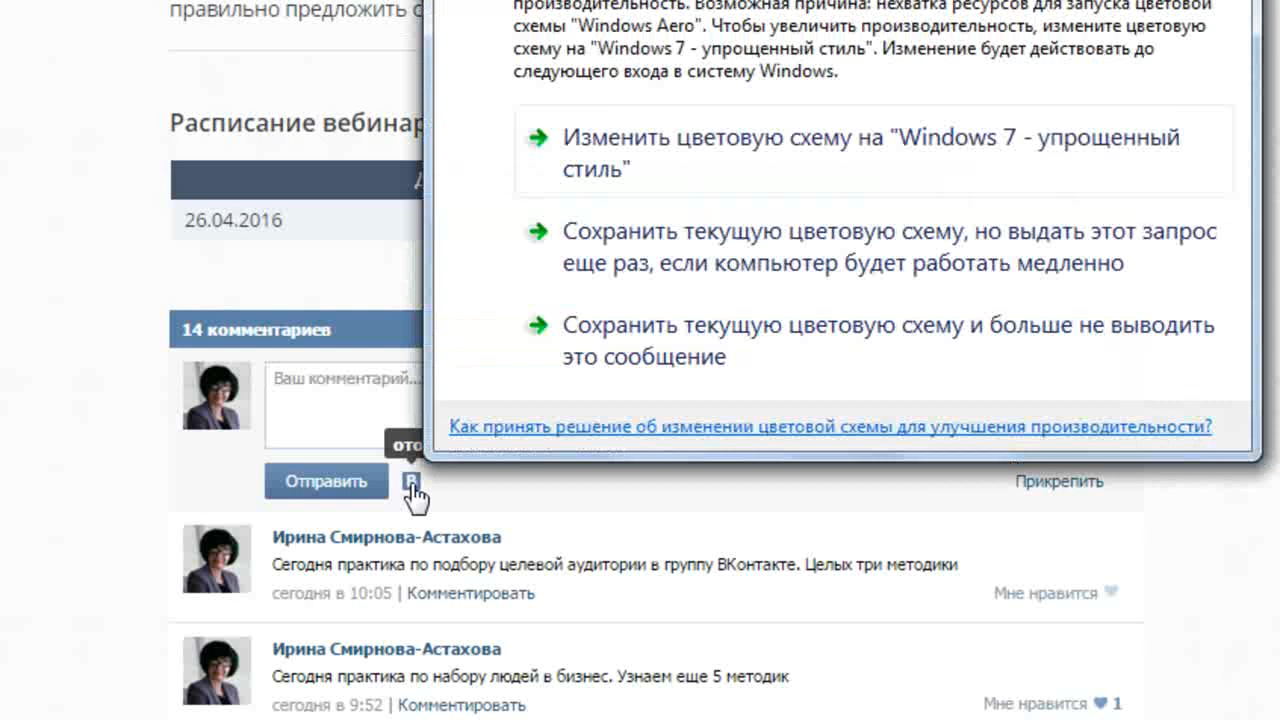 правильно предложить с
производительность. Возможная причина: нехватка ресурсов для запуска цветовой
схемы "Windows Aero". Чтобы увеличить производительность, измените цветовую
схему на "Windows 7 - упрощенный стиль". Изменение будет действовать до
следующего входа в систему Windows.
Расписание вебинар
26.04.2016
Изменить цветовую схему на "Windows 7 - упрощенный
стиль"
Сохранить текущую цветовую схему, но выдать этот запрос
еще раз, если компьютер будет работать медленно
Сохранить текущую цветовую схему и больше не выводить
это сообщение
Как принять решение об изменении цветовой схемы для улучшения производительности?
14 комментариев
Ваш комментарий...
ото
Отправить
B
Прикрепить
Ирина Смирнова-Астахова
Сегодня практика по подбору целевой аудитории в группу ВКонтакте. Целых три методики
сегодня в 10:05 | Комментировать
Мне нравится
Ирина Смирнова-Астахова
Сегодня практика по набору людей в бизнес. Узнаем еще 5 методик
сегодня в 9:52 | Комментировать
Мне нравится 1